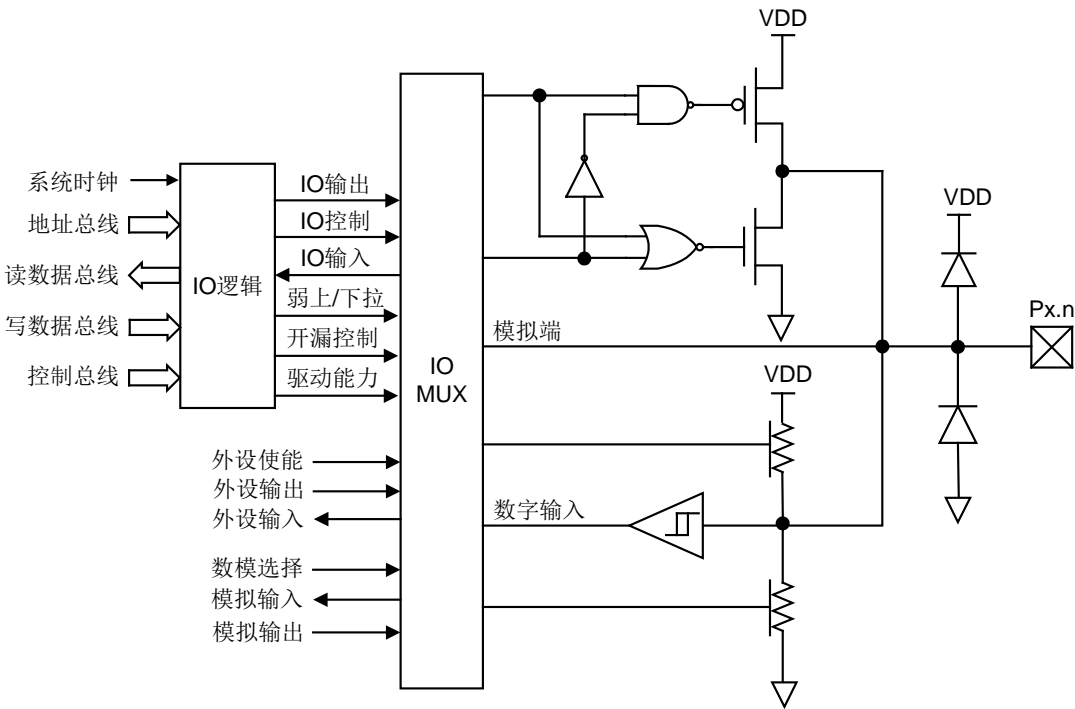 系统时钟
地址总线
读数据总线
写数据总线
控制总线
IO逻辑
IO输出
IO控制
IO输入
弱上/下拉
开漏控制
驱动能力
外设使能
外设输出
外设输入
数模选择
模拟输入
模拟输出
IO
MUX
VDD
模拟端
VDD
数字输入
VDD
Px.n